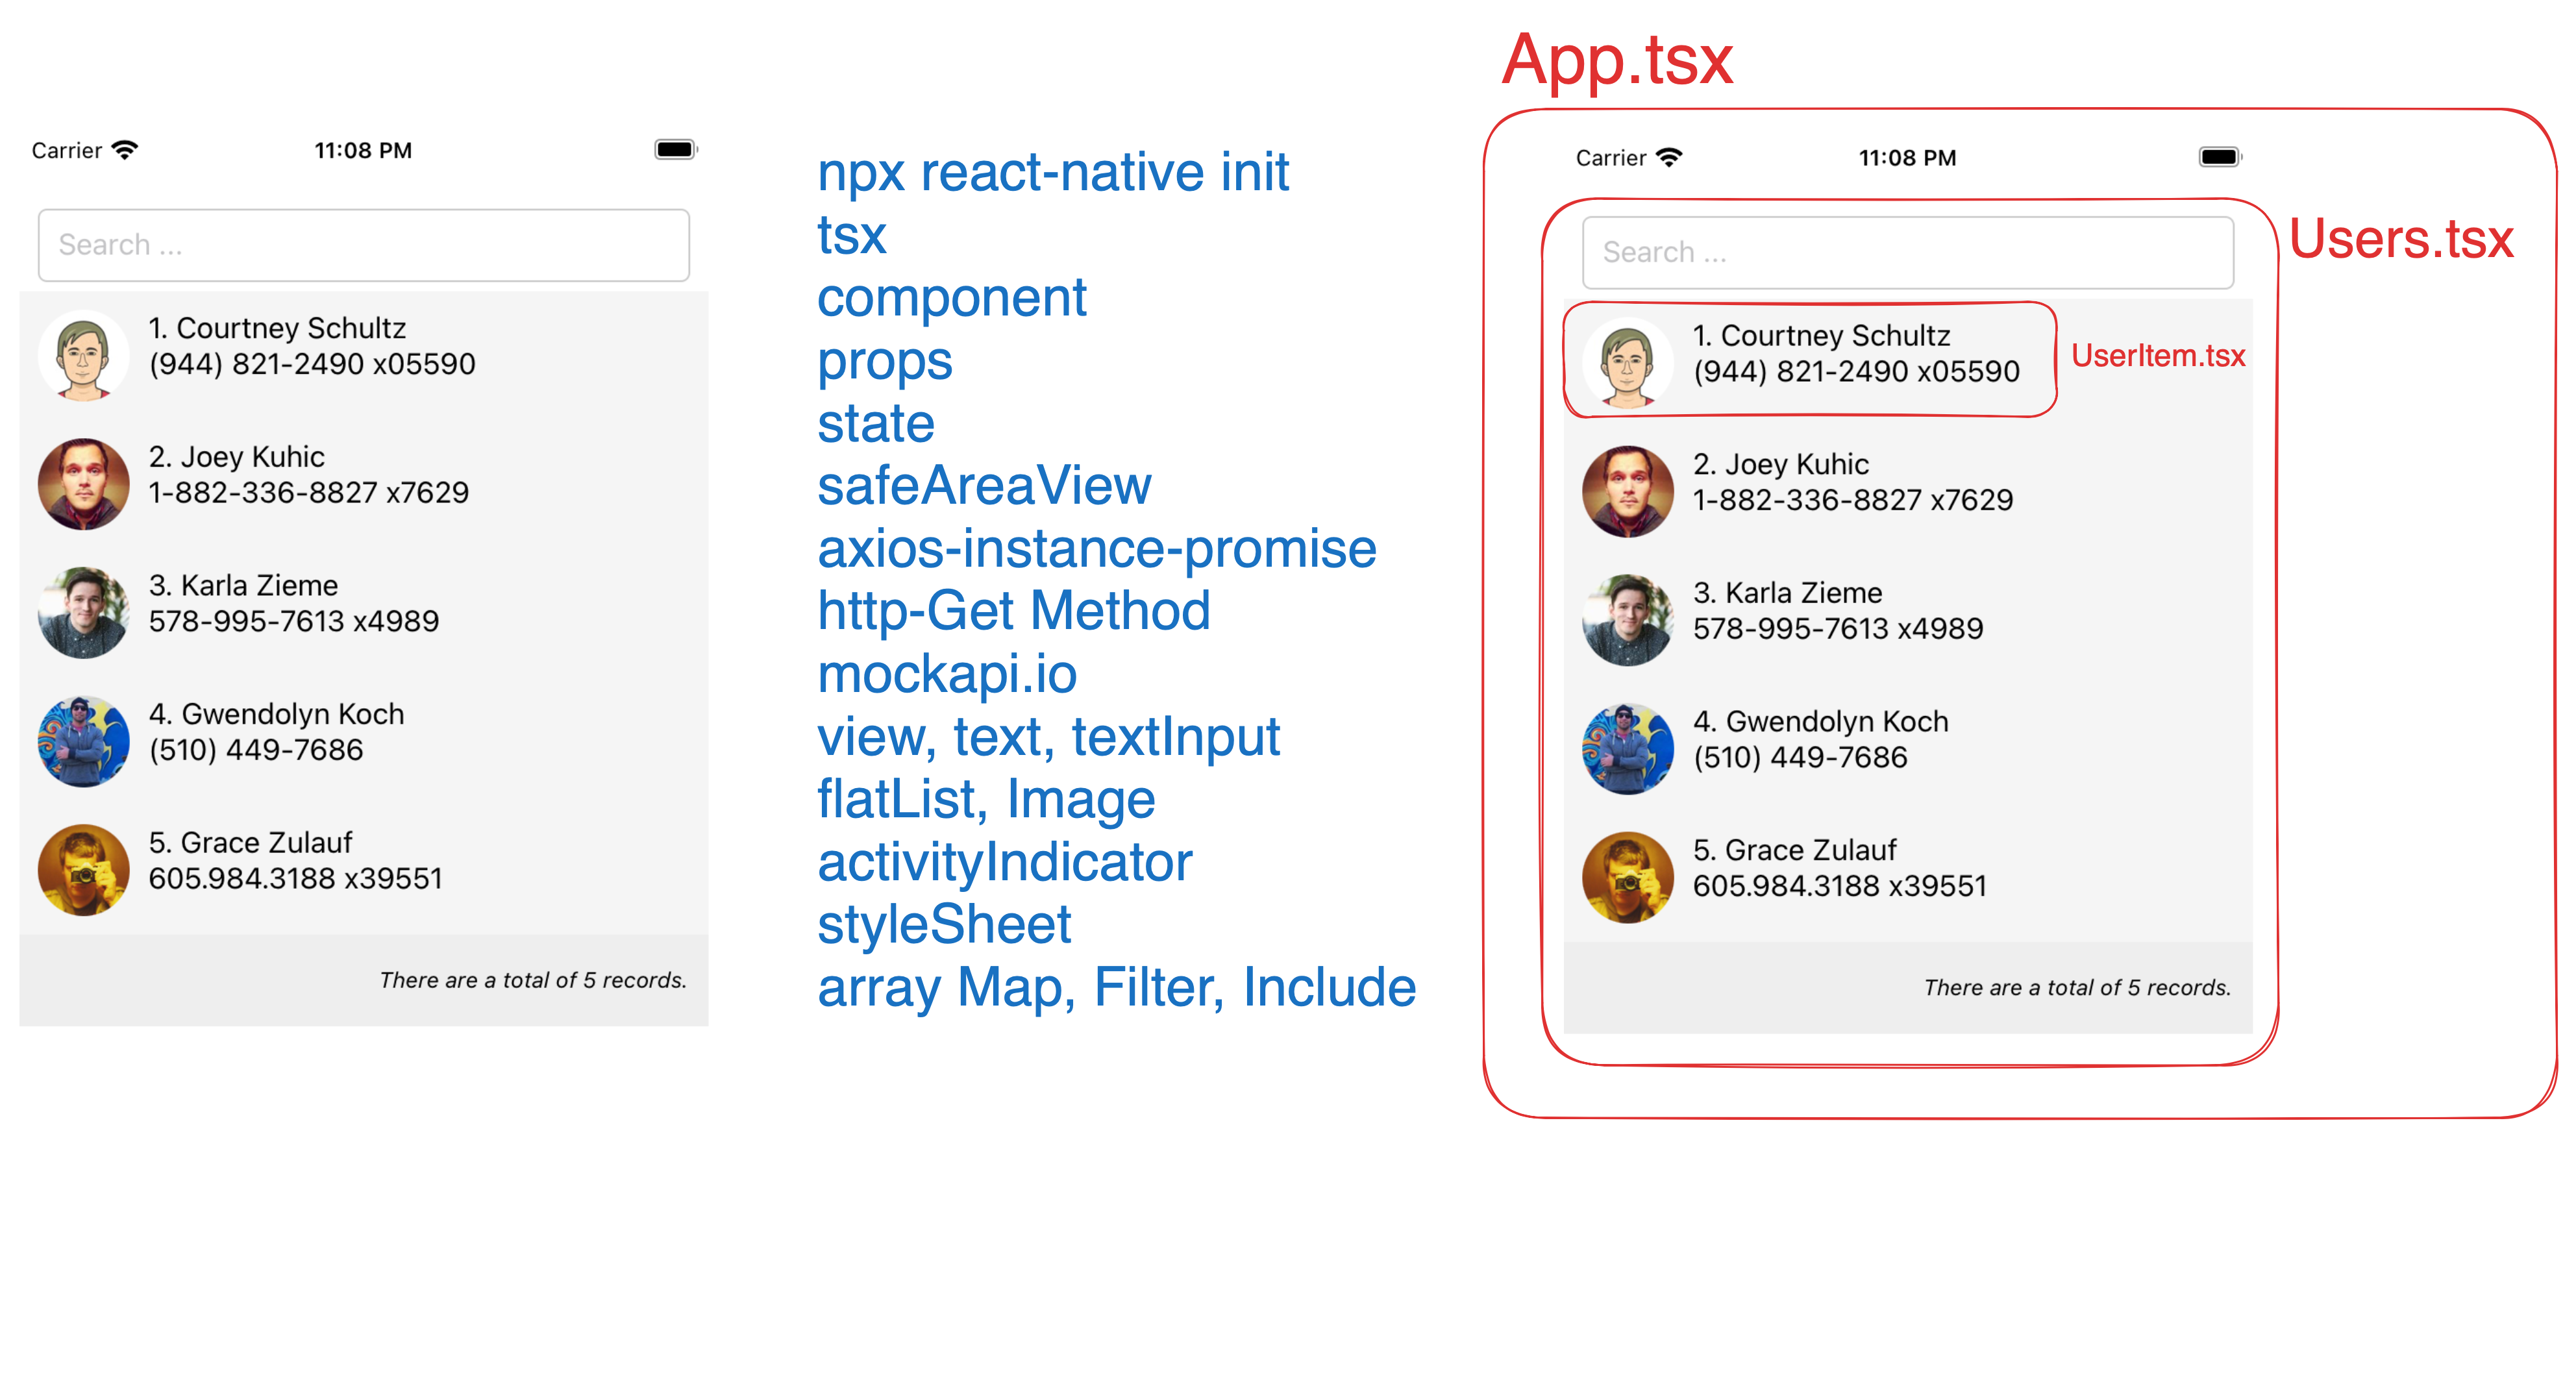 Carrier 11:08 PM
Search ...
1. Courtney Schultz
(944) 821-2490 x05590
2. Joey Kuhic
1-882-336-8827 x7629
3. Karla Zieme
578-995-7613 x4989
4. Gwendolyn Koch
(510) 449-7686
5. Grace Zulauf
605.984.3188 x39551
There are a total of 5 records.
npx react-native init
tsx
component
props
state
safeAreaView
axios-instance-promise
http-Get Method
mockapi.io
view, text, textInput
flatList, Image
activityIndicator
styleSheet
array Map, Filter, Include
App.tsx
Carrier 11:08 PM
Search ...
Users.tsx
1. Courtney Schultz
(944) 821-2490 x05590
UserItem.tsx
2. Joey Kuhic
1-882-336-8827 x7629
3. Karla Zieme
578-995-7613 x4989
4. Gwendolyn Koch
(510) 449-7686
5. Grace Zulauf
605.984.3188 x39551
There are a total of 5 records.